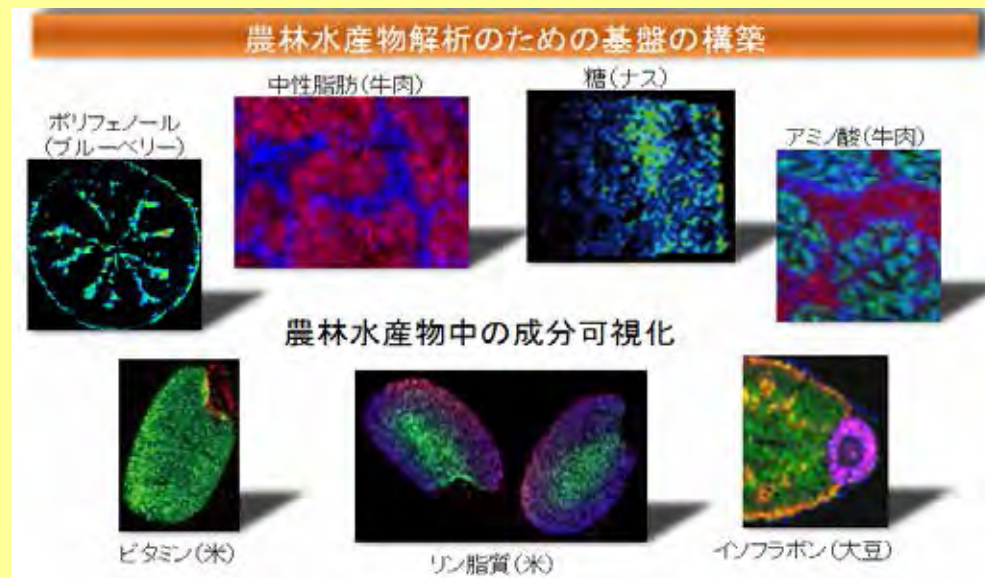 農林水産物解析のための基盤の構築
ポリフェノール
(ブルーベリー)
中性脂肪(牛肉)
糖(ナス)
アミノ酸(牛肉)
農林水産物中の成分可視化
ビタミン(米)
リン脂質(米)
イソフラボン(大豆)